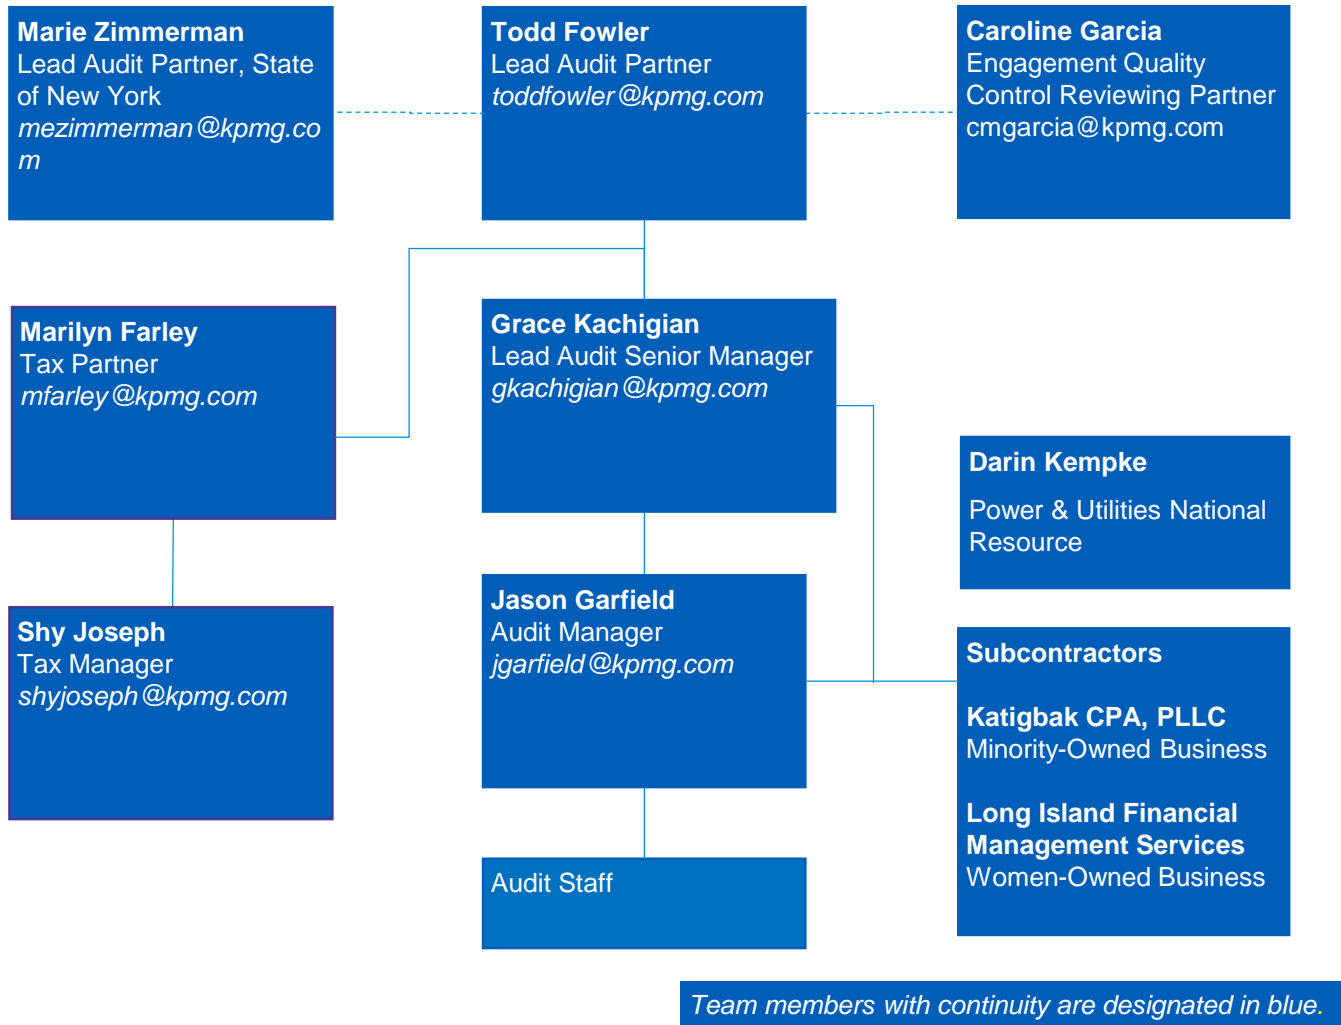 Marie Zimmerman
Lead Audit Partner, State
of New York
mezimmerman@kpmg.co
m
Todd Fowler
Lead Audit Partner
toddfowler@kpmg.com
Caroline Garcia
Engagement Quality
Control Reviewing Partner
cmgarcia@kpmg.com
Marilyn Farley
Tax Partner
mfarley@kpmg.com
Grace Kachigian
Lead Audit Senior Manager
gkachigian@kpmg.com
Darin Kempke
Power & Utilities National
Resource
Shy Joseph
Tax Manager
shyjoseph@kpmg.com
Jason Garfield
Audit Manager
jgarfield@kpmg.com
Subcontractors
Katigbak CPA, PLLC
Minority-Owned Business
Long Island Financial
Management Services
Women-Owned Business
Audit Staff
Team members with continuity are designated in blue.